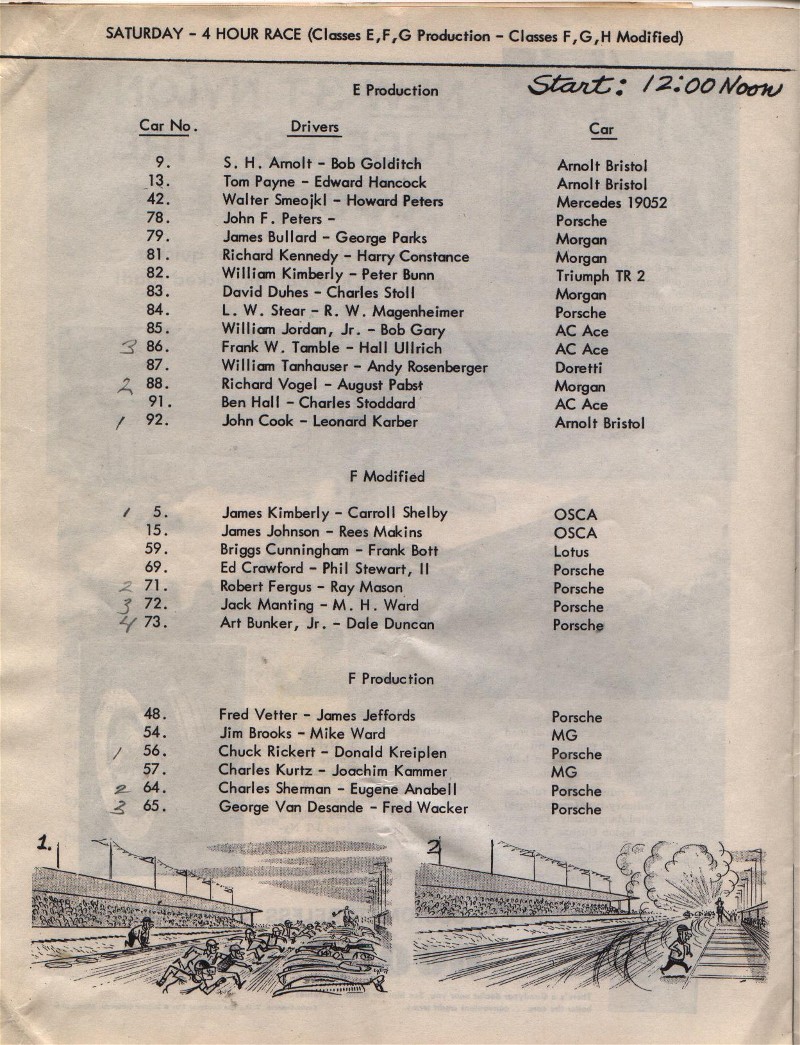 SATURDAY - 4 HOUR RACE (Classes E,F,G Production - Classes F,G,H Modified)
E Production
Start: 12:00 Noon
Car No. Drivers Car
9. S. H. Arnolt - Bob Golditch Arnolt Bristol
13. Tom Payne - Edward Hancock Arnolt Bristol
42. Walter Smeojkl - Howard Peters Mercedes 19052
78. John F. Peters - Porsche
79. James Bullard - George Parks Morgan
81. Richard Kennedy - Harry Constance Morgan
82. William Kimberly - Peter Bunn Triumph TR 2
83. David Duhes - Charles Stoll Morgan
84. L. W. Stear - R. W. Magenheimer Porsche
85. William Jordan, Jr. - Bob Gary AC Ace
3 86. Frank W. Tamble - Hall Ullrich AC Ace
87. William Tanhauser - Andy Rosenberger Doretti
2 88. Richard Vogel - August Pabst Morgan
91. Ben Hall - Charles Stoddard AC Ace
1 92. John Cook - Leonard Karber Arnolt Bristol
F Modified
1 5. James Kimberly - Carroll Shelby OSCA
15. James Johnson - Rees Makins OSCA
59. Briggs Cunningham - Frank Bott Lotus
69. Ed Crawford - Phil Stewart, II Porsche
2 71. Robert Fergus - Ray Mason Porsche
3 72. Jack Manting - M. H. Ward Porsche
4 73. Art Bunker, Jr. - Dale Duncan Porsche
F Production
48. Fred Vetter - James Jeffords Porsche
54. Jim Brooks - Mike Ward MG
1 56. Chuck Rickert - Donald Kreiplen Porsche
57. Charles Kurtz - Joachim Kammer MG
2 64. Charles Sherman - Eugene Anabell Porsche
3 65. George Van Desande - Fred Wacker Porsche
1. 2